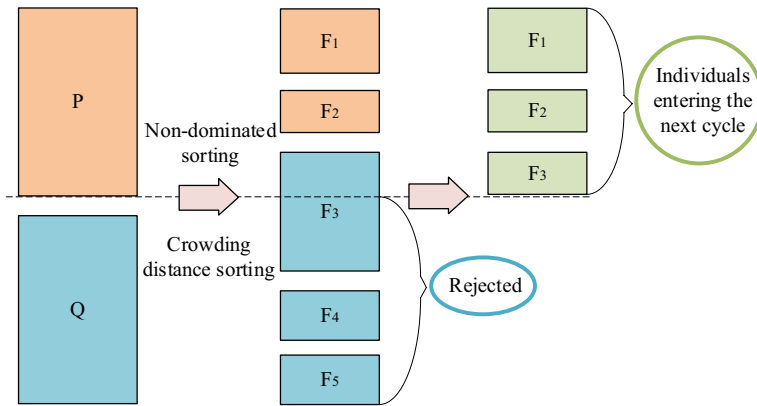 P
Q
Non-dominated
sorting
Crowding
distance sorting
F1
F2
F3
F4
F5
Rejected
F1
F2
F3
Individuals
entering the
next cycle